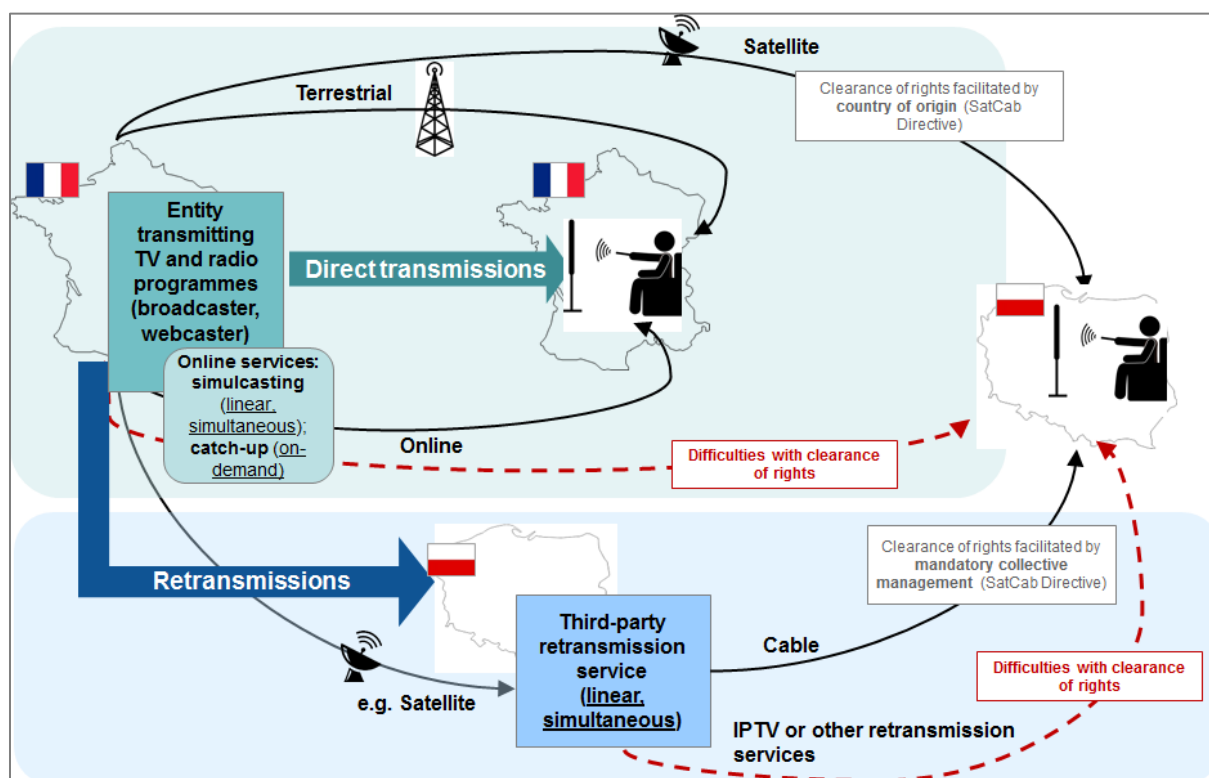 Satellite
Clearance of rights facilitated by
country of origin (SatCab
Directive)
Terrestrial
Entity
transmitting
TV and radio
programmes
(broadcaster,
webcaster)
Direct transmissions
Online services:
simulcasting
(linear,
simultaneous);
catch-up (on-
demand)
Online
Difficulties with clearance
of rights
Retransmissions
Clearance of rights facilitated by
mandatory collective
management (SatCab Directive)
Third-party
retransmission
service
(linear,
simultaneous)
Cable
Difficulties with clearance
of rights
e.g. Satellite
IPTV or other retransmission
services